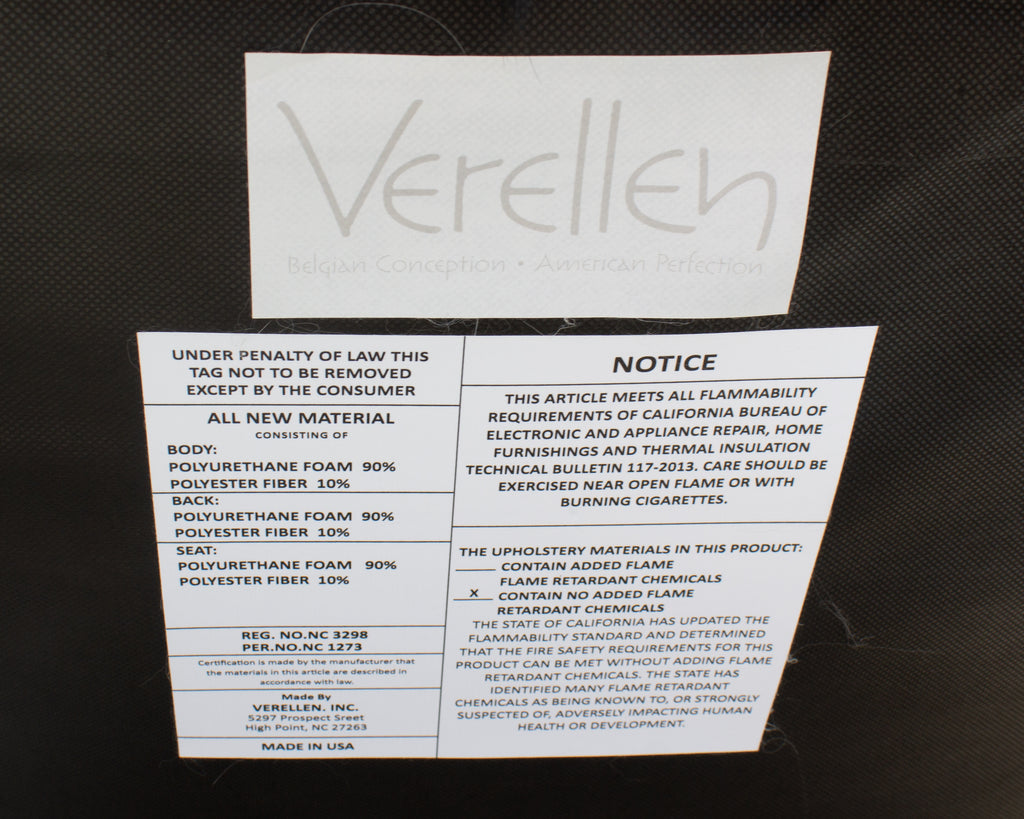 Verellen
Belgian Conception • American Perfection
UNDER PENALTY OF LAW THIS
TAG NOT TO BE REMOVED
EXCEPT BY THE CONSUMER
ALL NEW MATERIAL
CONSISTING OF
BODY:
POLYURETHANE FOAM 90%
POLYESTER FIBER 10%
BACK:
POLYURETHANE FOAM 90%
POLYESTER FIBER 10%
SEAT:
POLYURETHANE FOAM 90%
POLYESTER FIBER 10%
REG. NO.NC 3298
PER.NO.NC 1273
Certification is made by the manufacturer that
the materials in this article are described in
accordance with law.
Made By
VERELLEN. INC.
5297 Prospect Sreet
High Point, NC 27263
MADE IN USA
NOTICE
THIS ARTICLE MEETS ALL FLAMMABILITY
REQUIREMENTS OF CALIFORNIA BUREAU OF
ELECTRONIC AND APPLIANCE REPAIR, HOME
FURNISHINGS AND THERMAL INSULATION
TECHNICAL BULLETIN 117-2013. CARE SHOULD BE
EXERCISED NEAR OPEN FLAME OR WITH
BURNING CIGARETTES.
THE UPHOLSTERY MATERIALS IN THIS PRODUCT:
_____ CONTAIN ADDED FLAME
FLAME RETARDANT CHEMICALS
__X__ CONTAIN NO ADDED FLAME
RETARDANT CHEMICALS
THE STATE OF CALIFORNIA HAS UPDATED THE
FLAMMABILITY STANDARD AND DETERMINED
THAT THE FIRE SAFETY REQUIREMENTS FOR THIS
PRODUCT CAN BE MET WITHOUT ADDING FLAME
RETARDANT CHEMICALS. THE STATE HAS
IDENTIFIED MANY FLAME RETARDANT
CHEMICALS AS BEING KNOWN TO, OR STRONGLY
SUSPECTED OF, ADVERSELY IMPACTING HUMAN
HEALTH OR DEVELOPMENT.